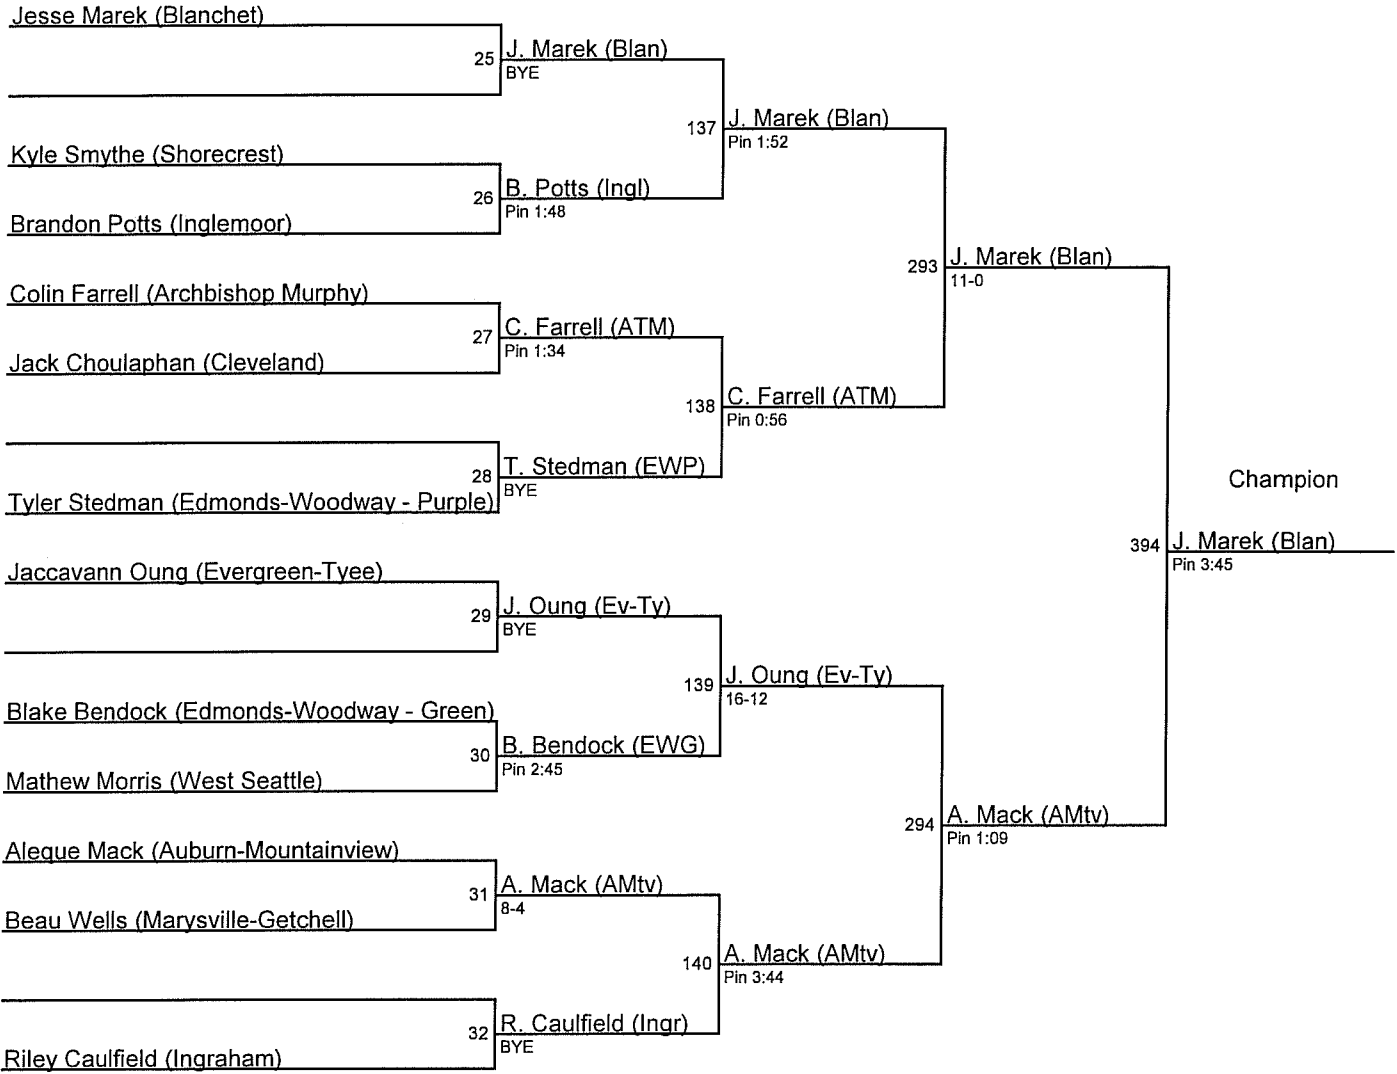 Jesse Marek (Blanchet)
25 J. Marek (Blan)
BYE
137 J. Marek (Blan)
Pin 1:52
Kyle Smythe (Shorecrest)
26 B. Potts (Ingl)
Pin 1:48
Brandon Potts (Inglemoor)
293 J. Marek (Blan)
11-0
Colin Farrell (Archbishop Murphy)
27 C. Farrell (ATM)
Pin 1:34
Jack Choulaphan (Cleveland)
138 C. Farrell (ATM)
Pin 0:56
28 T. Stedman (EWP)
BYE
Tyler Stedman (Edmonds-Woodway - Purple)
Champion
394 J. Marek (Blan)
Pin 3:45
Jaccavann Oung (Evergreen-Tyee)
29 J. Oung (Ev-Ty)
BYE
139 J. Oung (Ev-Ty)
16-12
Blake Bendock (Edmonds-Woodway - Green)
30 B. Bendock (EWG)
Pin 2:45
Mathew Morris (West Seattle)
294 A. Mack (AMtv)
Pin 1:09
Aleque Mack (Auburn-Mountainview)
31 A. Mack (AMtv)
8-4
Beau Wells (Marysville-Getchell)
140 A. Mack (AMtv)
Pin 3:44
32 R. Caulfield (Ingr)
BYE
Riley Caulfield (Ingraham)